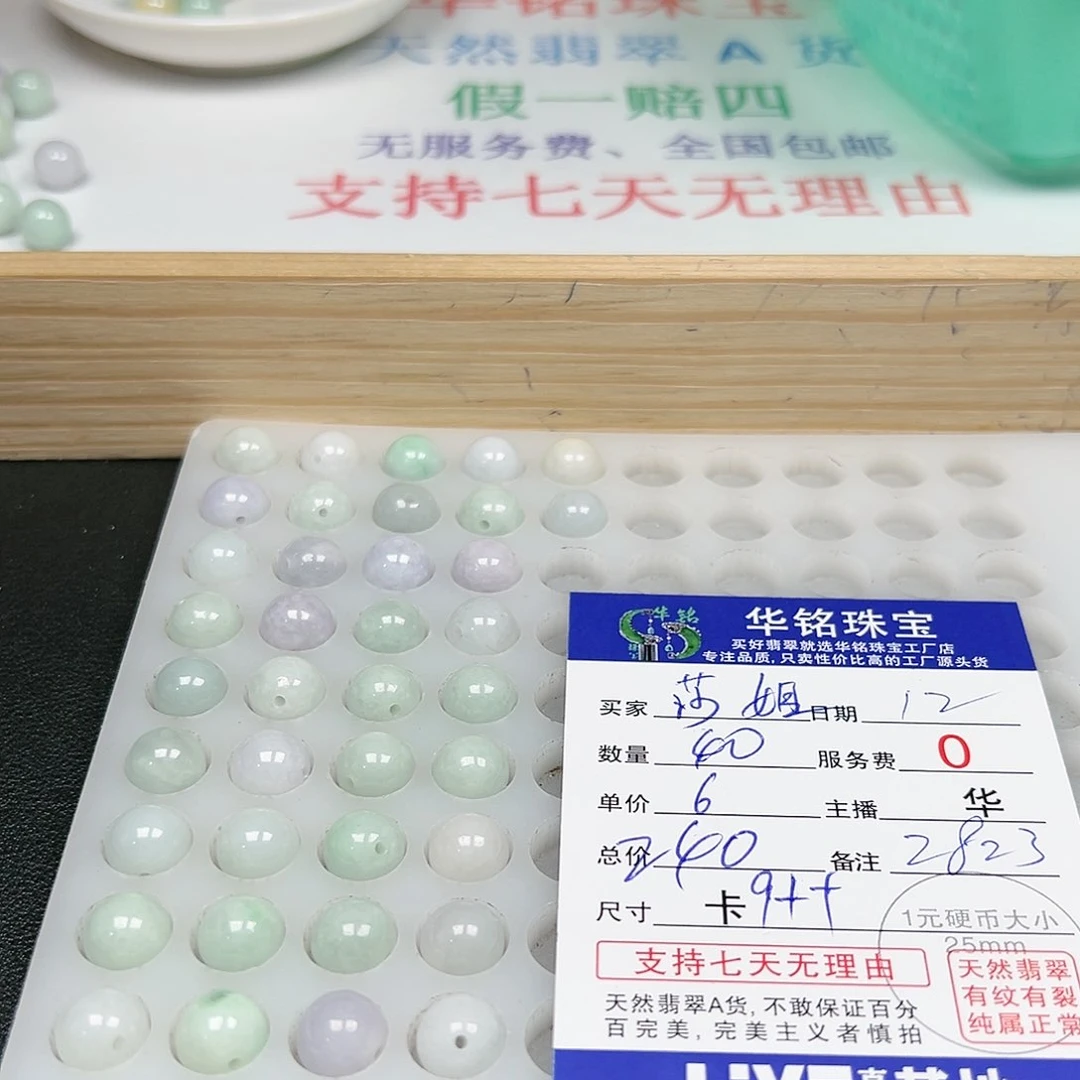 华铭珠宝
天然翡翠A货
假一赔四
无服务费、全国包邮
支持七天无理由
华铭
华铭珠宝
买好翡翠就选华铭珠宝工厂店
专注品质,只卖性价比高的工厂源头货
买家 莎姐 日期 12
数量 40 服务费 0
单价 6 主播 华
总价 240 备注 2823
尺寸 卡 9++
1元硬币大小
25mm
支持七天无理由
天然翡翠
有纹有裂
纯属正常
天然翡翠A货,不敢保证百分
百完美,完美主义者慎拍